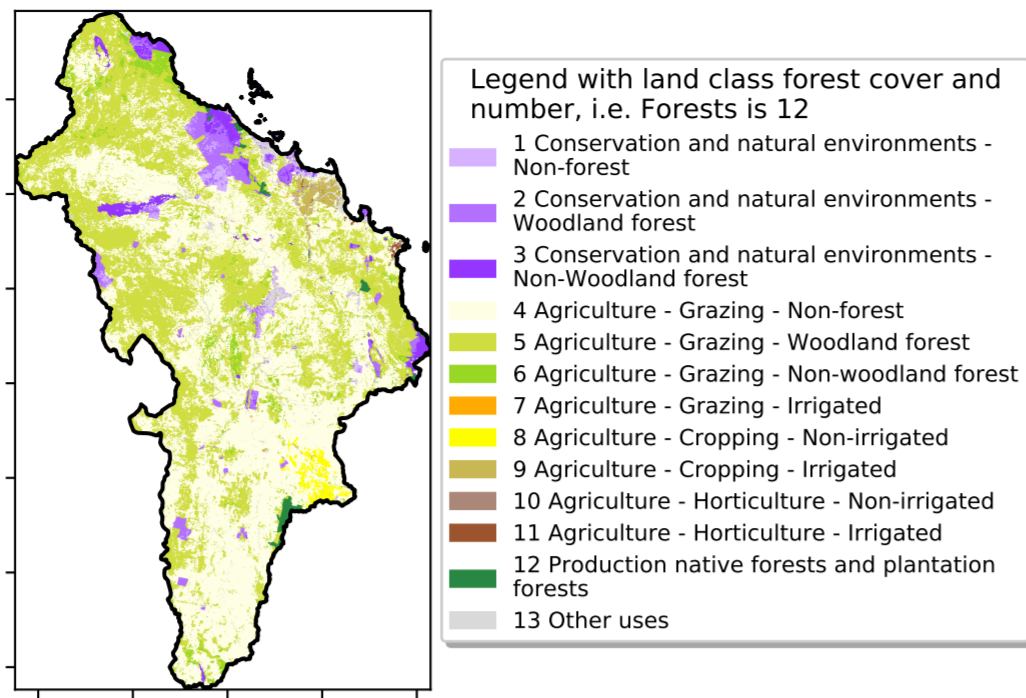 Legend with land class forest cover and
number, i.e. Forests is 12
1 Conservation and natural environments -
Non-forest
2 Conservation and natural environments -
Woodland forest
3 Conservation and natural environments -
Non-Woodland forest
4 Agriculture - Grazing - Non-forest
5 Agriculture - Grazing - Woodland forest
6 Agriculture - Grazing - Non-woodland forest
7 Agriculture - Grazing - Irrigated
8 Agriculture - Cropping - Non-irrigated
9 Agriculture - Cropping - Irrigated
10 Agriculture - Horticulture - Non-irrigated
11 Agriculture - Horticulture - Irrigated
12 Production native forests and plantation
forests
13 Other uses